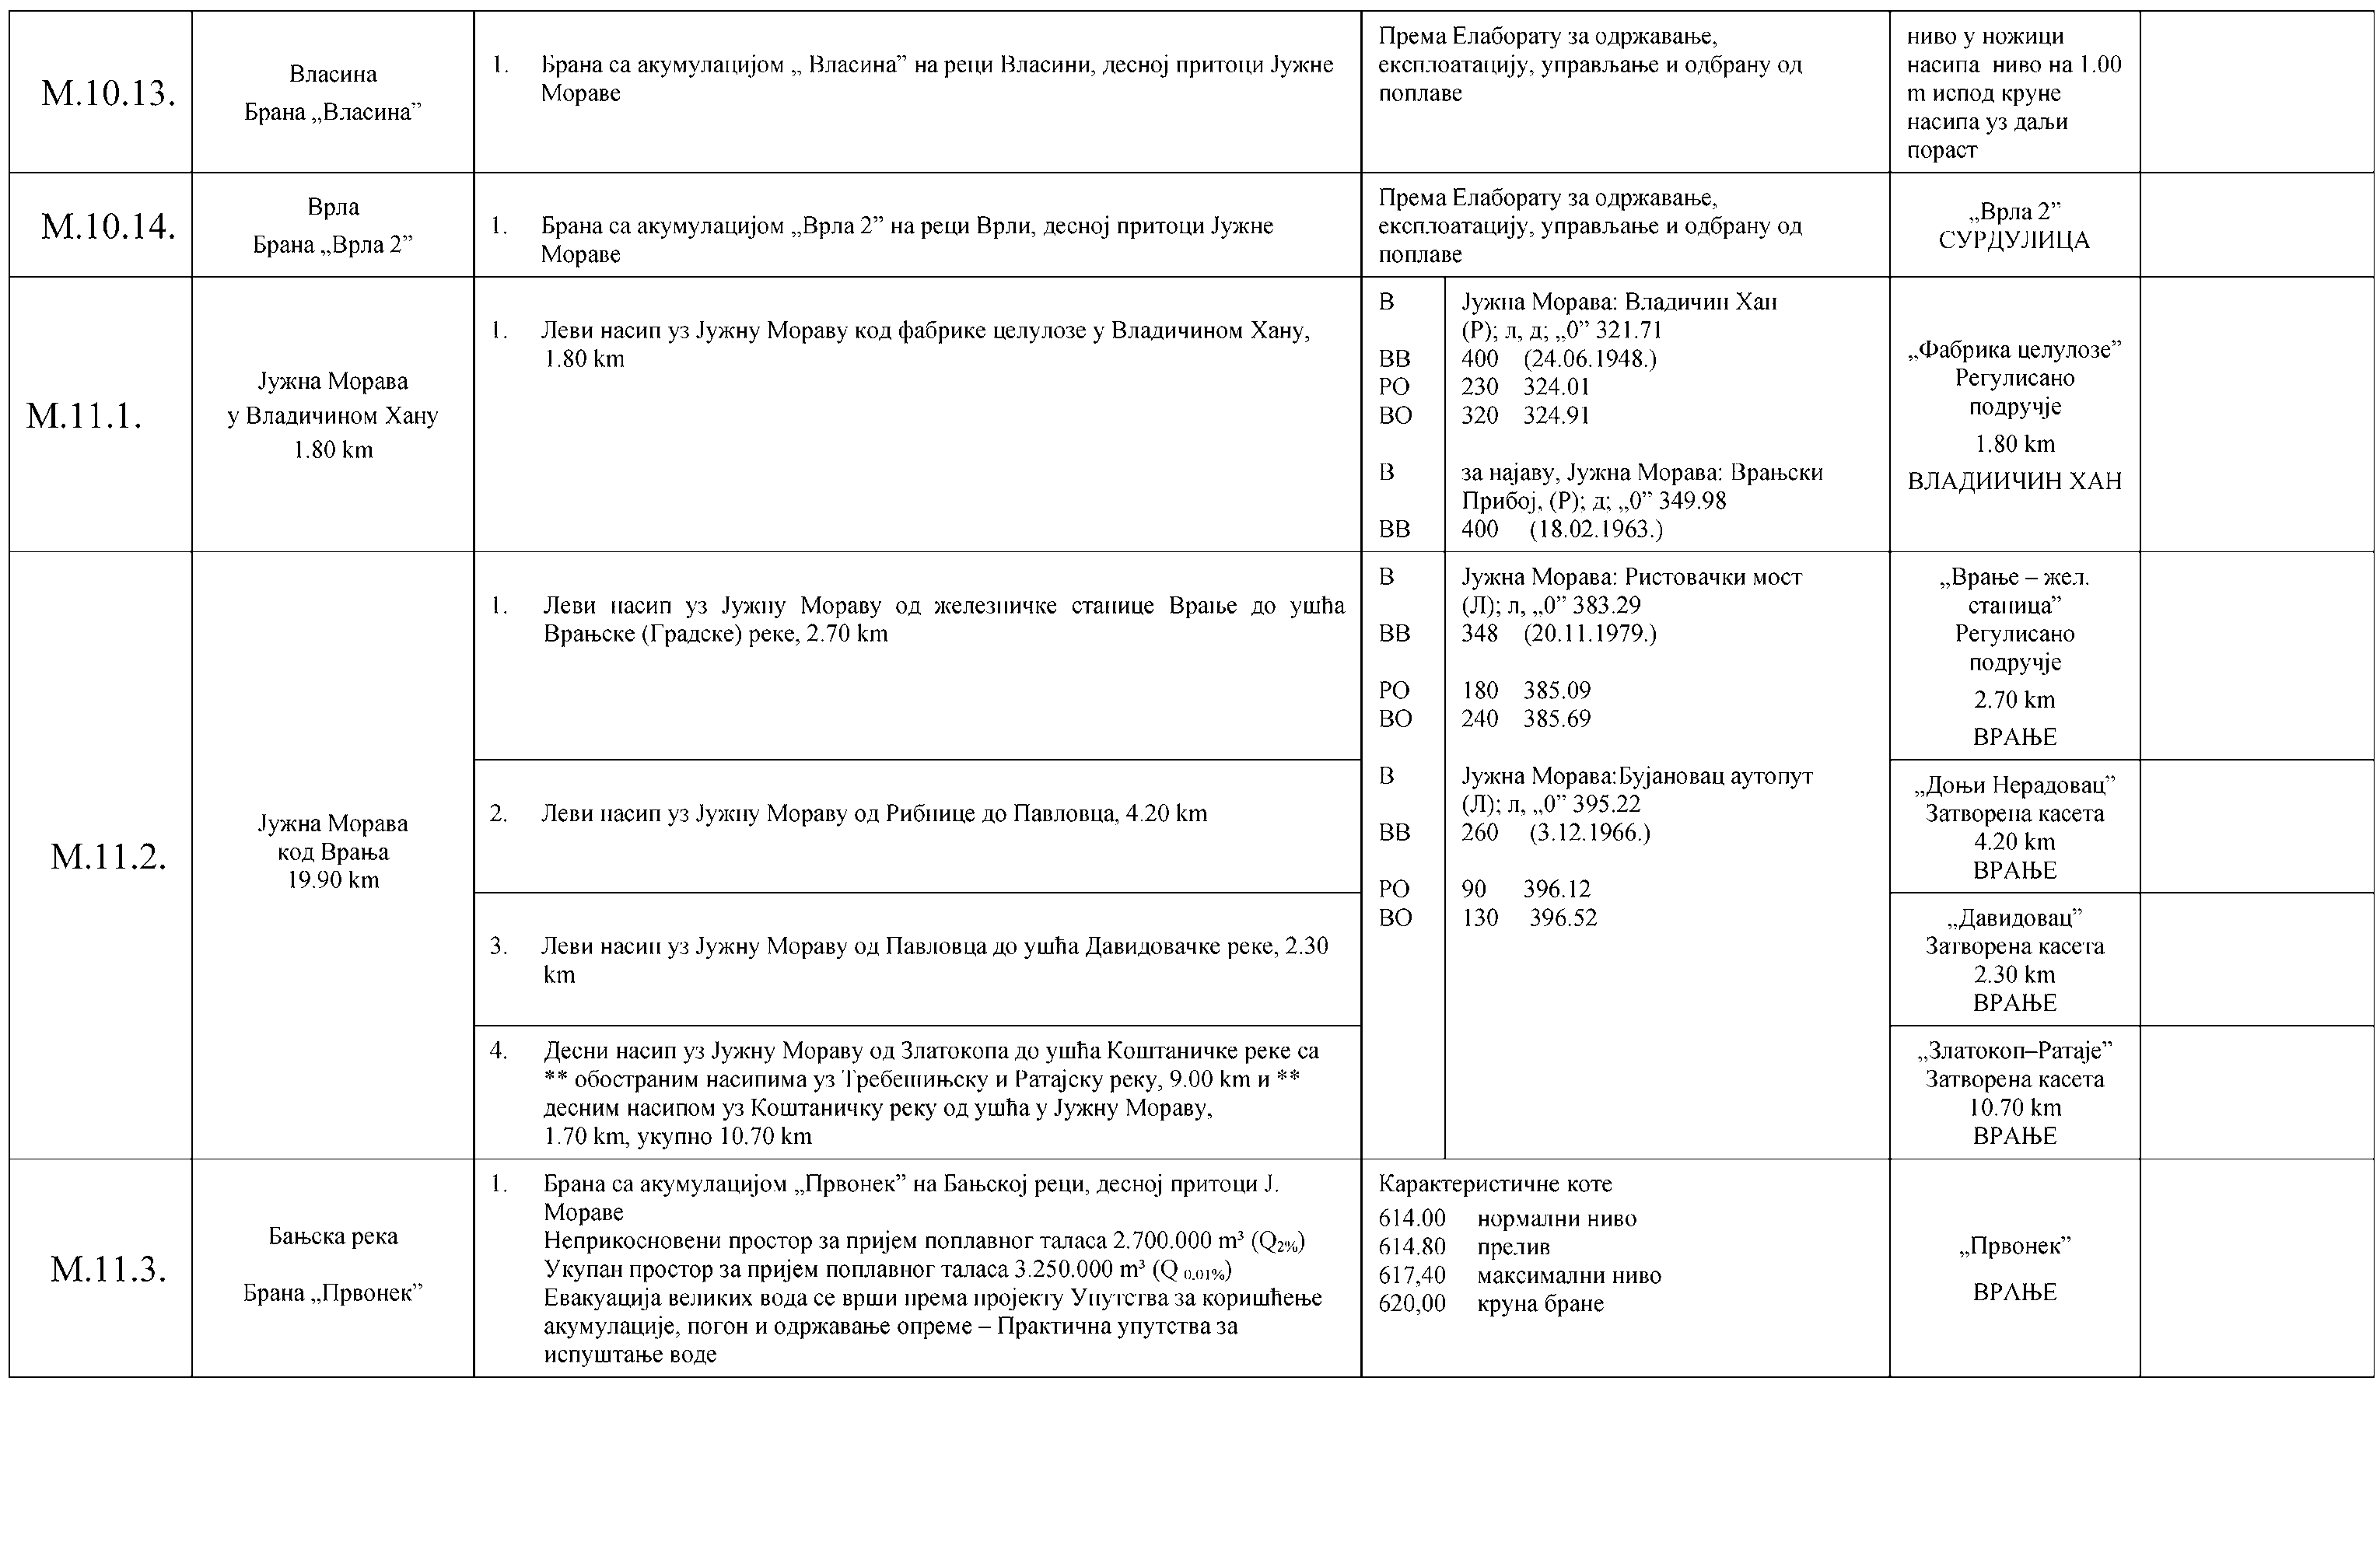 М.10.13.
Власина
Брана „Власина”
1. Брана са акумулацијом „ Власина” на реци Власини, десној притоци Јужне
Мораве
Према Елаборату за одржавање,
експлоатацију, управљање и одбрану од
поплаве
ниво у ножици
насипа ниво на 1.00
m испод круне
насипа уз даљи
пораст
М.10.14.
Врла
Брана „Врла 2”
1. Брана са акумулацијом „Врла 2” на реци Врли, десној притоци Јужне
Мораве
Према Елаборату за одржавање,
експлоатацију, управљање и одбрану од
поплаве
„Врла 2”
СУРДУЛИЦА
М.11.1.
Јужна Морава
у Владичином Хану
1.80 km
1. Леви насип уз Јужну Мораву код фабрике целулозе у Владичином Хану,
1.80 km
В Јужна Морава: Владичин Хан
(Р); л, д; „0” 321.71
ВВ 400 (24.06.1948.)
РО 230 324.01
ВО 320 324.91
В за најаву, Јужна Морава: Врањски
Прибој, (Р); д; „0” 349.98
ВВ 400 (18.02.1963.)
„Фабрика целулозе”
Регулисано
подручје
1.80 km
ВЛАДИИЧИН ХАН
М.11.2.
Јужна Морава
код Врања
19.90 km
1. Леви насип уз Јужну Мораву од железничке станице Врање до ушћа
Врањске (Градске) реке, 2.70 km
2. Леви насип уз Јужну Мораву од Рибнице до Павловца, 4.20 km
3. Леви насип уз Јужну Мораву од Павловца до ушћа Давидовачке реке, 2.30
km
4. Десни насип уз Јужну Мораву од Златокопа до ушћа Коштаничке реке са
** обостраним насипима уз Требешињску и Ратајску реку, 9.00 km и **
десним насипом уз Коштаничку реку од ушћа у Јужну Мораву,
1.70 km, укупно 10.70 km
В Јужна Морава: Ристовачки мост
(Л); л, „0” 383.29
ВВ 348 (20.11.1979.)
РО 180 385.09
ВО 240 385.69
В Јужна Морава:Бујановац аутопут
(Л); л, „0” 395.22
ВВ 260 (3.12.1966.)
РО 90 396.12
ВО 130 396.52
„Врање – жел.
станица”
Регулисано
подручје
2.70 km
ВРАЊЕ
„Доњи Нерадовац”
Затворена касета
4.20 km
ВРАЊЕ
„Давидовац”
Затворена касета
2.30 km
ВРАЊЕ
„Златокоп–Ратаје”
Затворена касета
10.70 km
ВРАЊЕ
М.11.3.
Бањска река
Брана „Првонек”
1. Брана са акумулацијом „Првонек” на Бањској реци, десној притоци Ј.
Мораве
Неприкосновени простор за пријем поплавног таласа 2.700.000 m³ (Q2%)
Укупан простор за пријем поплавног таласа 3.250.000 m³ (Q 0.01%)
Евакуација великих вода се врши према пројекту Упутства за коришћење
акумулације, погон и одржавање опреме – Практична упутства за
испуштање воде
Карактеристичне коте
614.00 нормални ниво
614.80 прелив
617,40 максимални ниво
620,00 круна бране
„Првонек”
ВРАЊЕ